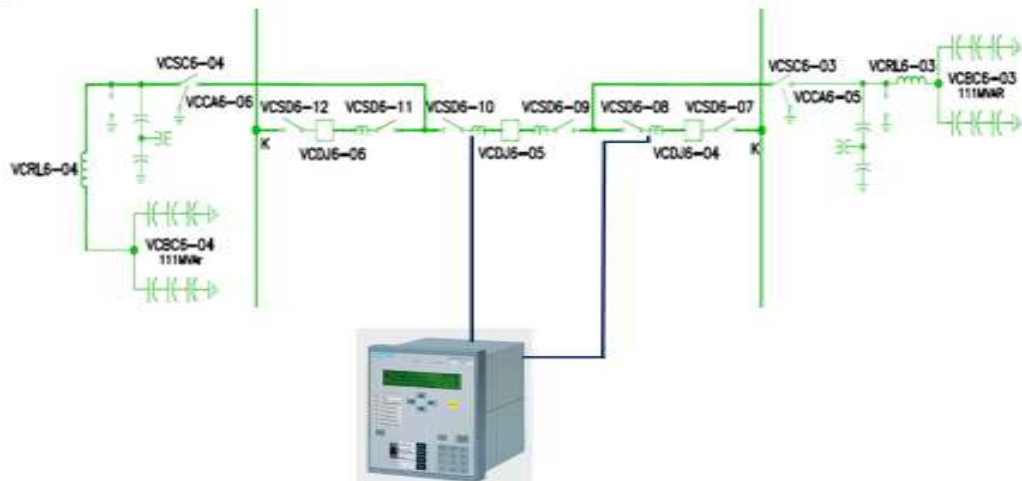 VCSC6-04
VCCA6-06
VCSD6-12
VCSD6-11
VCSD6-10
VCSD6-09
VCSD6-08
VCSD6-07
VCSC6-03
VCRL6-03
VCCA6-05
VCBC6-03
111MVAR
K
VCDJ6-06
VCDJ6-05
VCDJ6-04
K
VCRL6-04
VCBC6-04
111MVAr